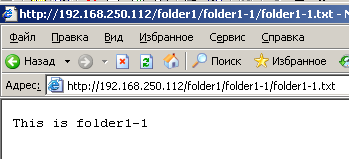 http://192.168.250.112/folder1/folder1-1/folder1-1.txt - M
Файл Правка Вид Избранное Сервис Справка
Назад Поиск Избранное
Адрес: http://192.168.250.112/folder1/folder1-1/folder1-1.txt
This is folder1-1